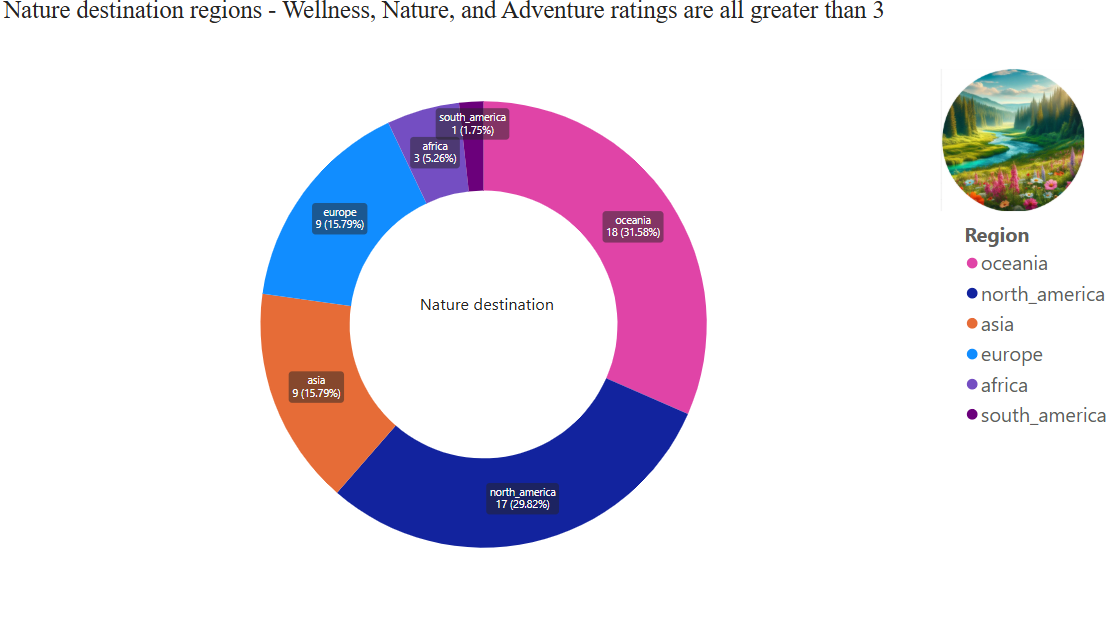 Nature destination regions - Wellness, Nature, and Adventure ratings are all greater than 3
south_america
1 (1.75%)
africa
3 (5.26%)
europe
9 (15.79%)
oceania
18 (31.58%)
Nature destination
asia
9 (15.79%)
north_america
17 (29.82%)
Region
oceania
north_america
asia
europe
africa
south_america